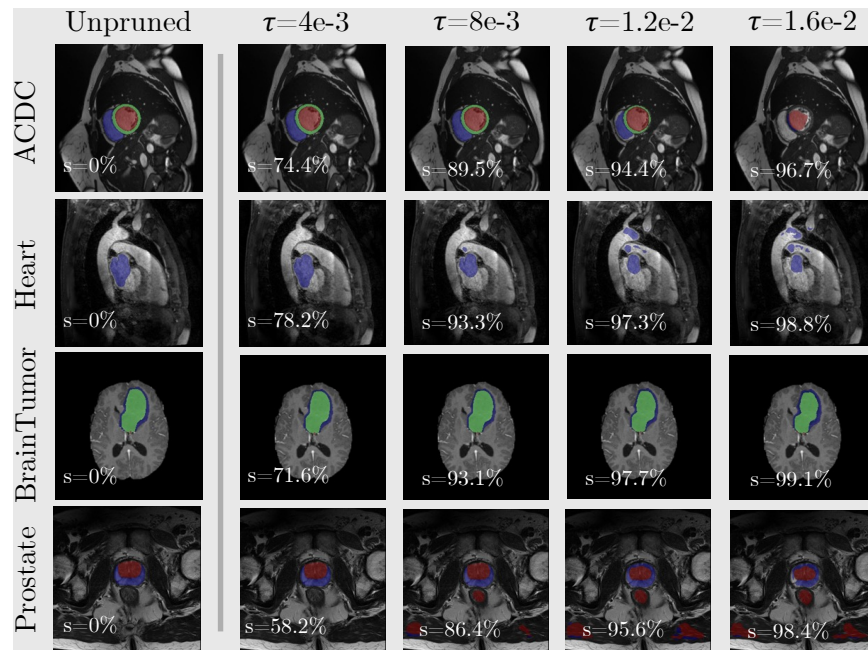 Unpruned τ=4e-3 τ=8e-3 τ=1.2e-2 τ=1.6e-2
ACDC s=0% s=74.4% s=89.5% s=94.4% s=96.7%
Heart s=0% s=78.2% s=93.3% s=97.3% s=98.8%
BrainTumor s=0% s=71.6% s=93.1% s=97.7% s=99.1%
Prostate s=0% s=58.2% s=86.4% s=95.6% s=98.4%